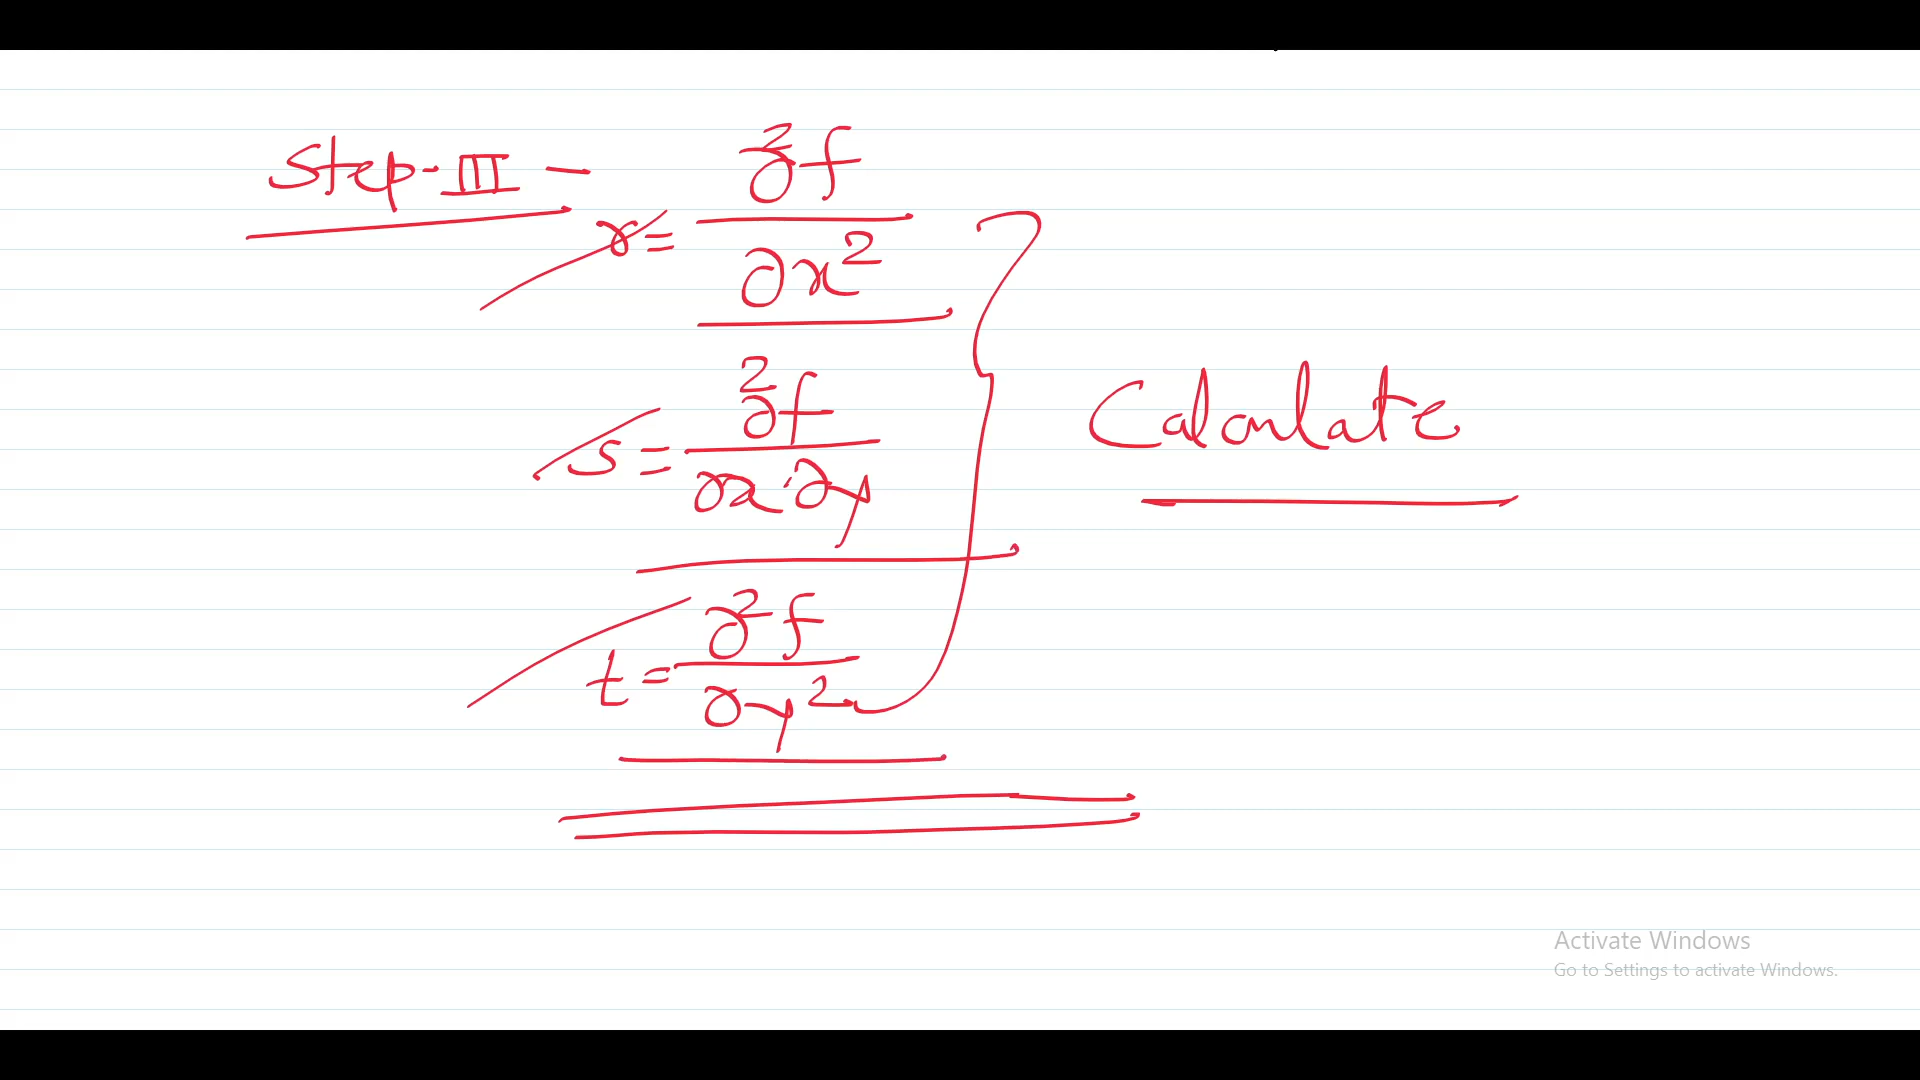 Step-III -
r = ∂²f / ∂x²
s = ∂²f / ∂x·∂y
Calculate
t = ∂²f / ∂y²
Activate Windows
Go to Settings to activate Windows.